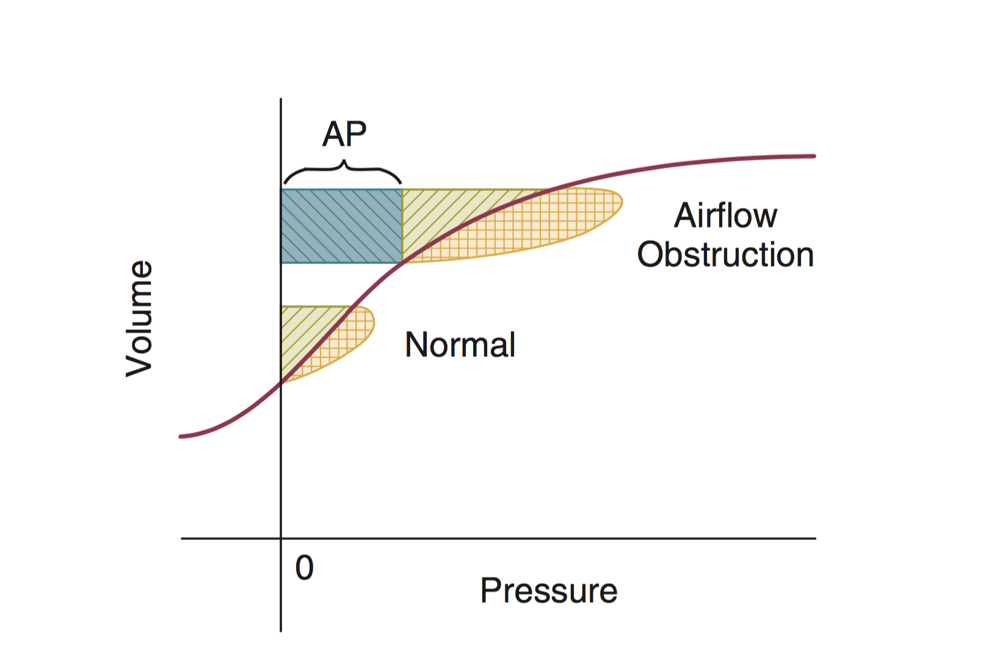 AP
Airflow
Obstruction
Volume
Normal
0
Pressure